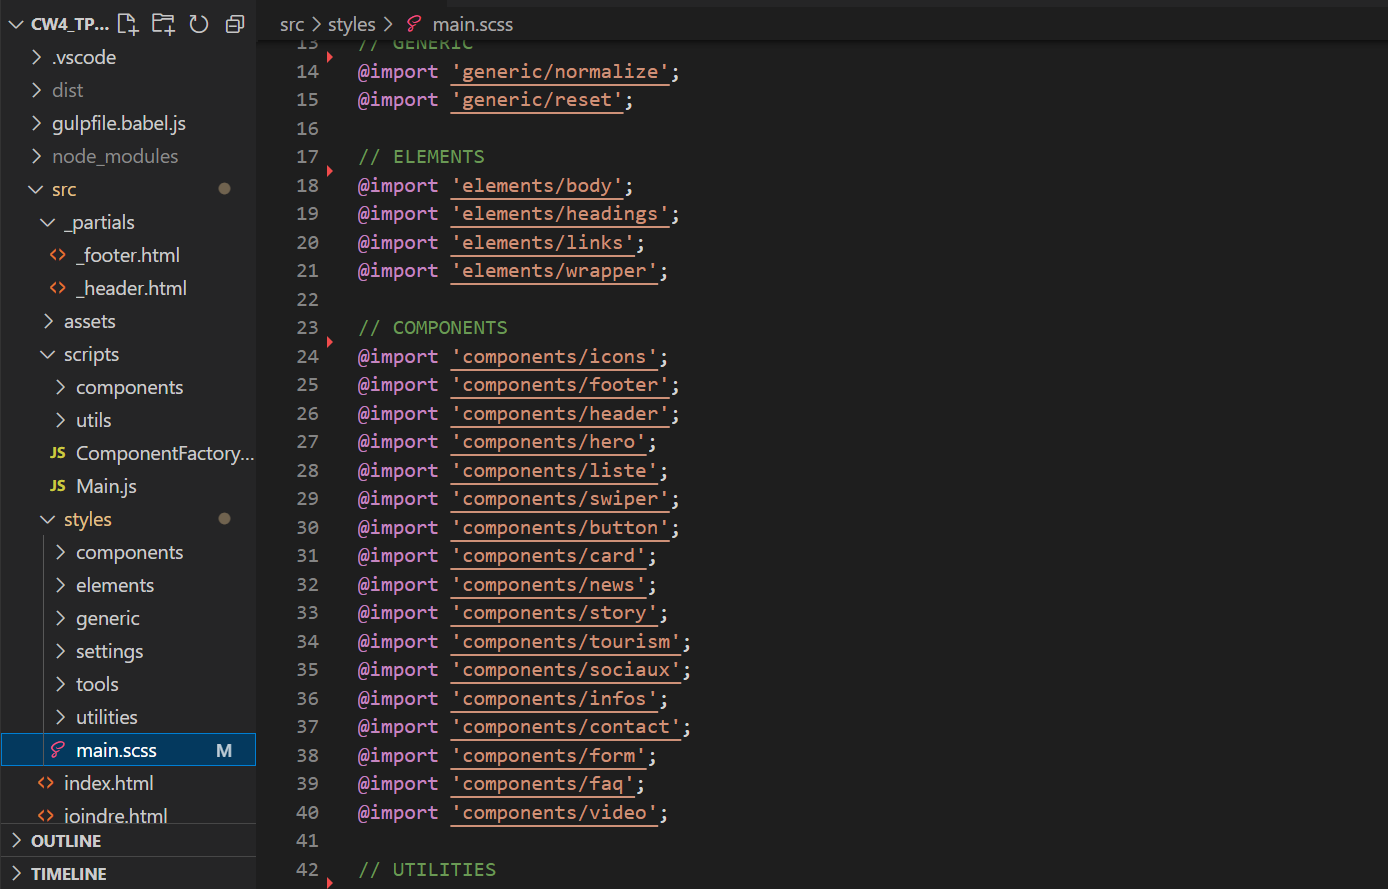 CW4_TP...
.vscode
dist
gulpfile.babel.js
node_modules
src
_partials
_footer.html
_header.html
assets
scripts
components
utils
JS ComponentFactory...
JS Main.js
styles
components
elements
generic
settings
tools
utilities
main.scss M
index.html
joindre.html
OUTLINE
TIMELINE
src > styles > main.scss
13 // GENERIC
14 @import 'generic/normalize';
15 @import 'generic/reset';
16
17 // ELEMENTS
18 @import 'elements/body';
19 @import 'elements/headings';
20 @import 'elements/links';
21 @import 'elements/wrapper';
22
23 // COMPONENTS
24 @import 'components/icons';
25 @import 'components/footer';
26 @import 'components/header';
27 @import 'components/hero';
28 @import 'components/liste';
29 @import 'components/swiper';
30 @import 'components/button';
31 @import 'components/card';
32 @import 'components/news';
33 @import 'components/story';
34 @import 'components/tourism';
35 @import 'components/sociaux';
36 @import 'components/infos';
37 @import 'components/contact';
38 @import 'components/form';
39 @import 'components/faq';
40 @import 'components/video';
41
42 // UTILITIES